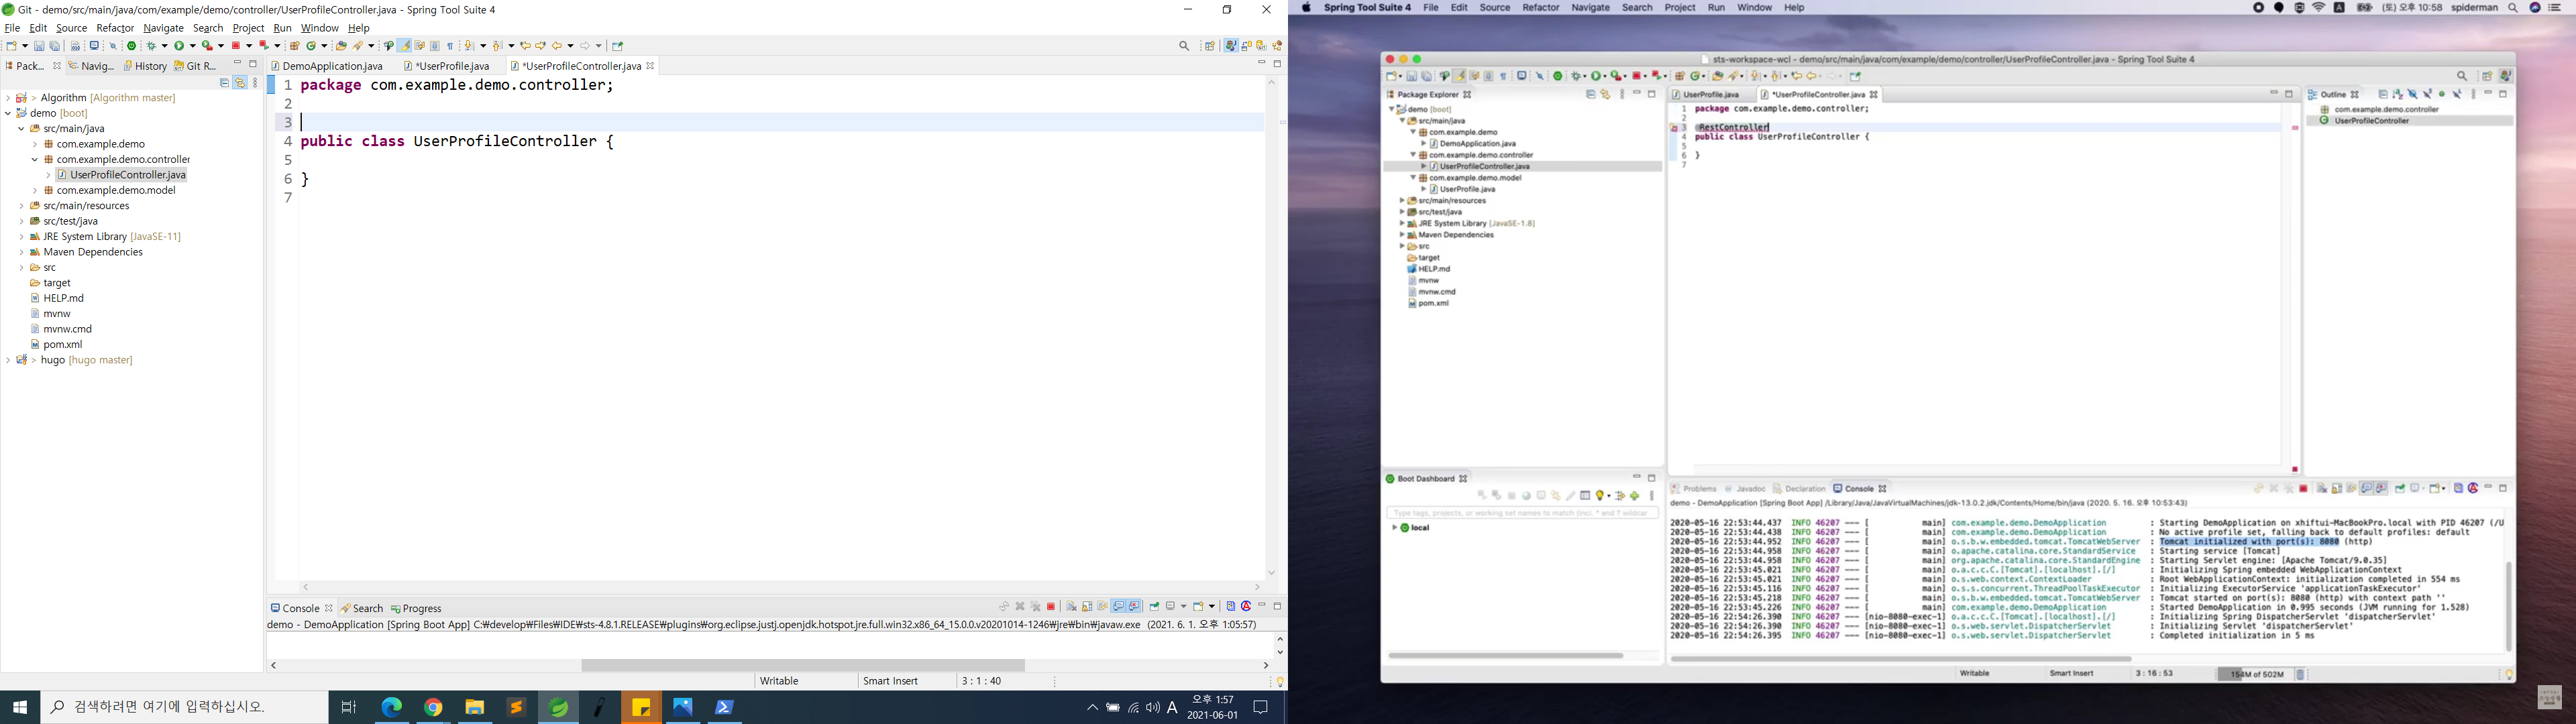 Git - demo/src/main/java/com/example/demo/controller/UserProfileController.java - Spring Tool Suite 4
File Edit Source Refactor Navigate Search Project Run Window Help
Pack... Navig... History Git R...
> Algorithm [Algorithm master]
demo [boot]
src/main/java
com.example.demo
com.example.demo.controller
UserProfileController.java
com.example.demo.model
src/main/resources
src/test/java
JRE System Library [JavaSE-11]
Maven Dependencies
src
target
HELP.md
mvnw
mvnw.cmd
pom.xml
> hugo [hugo master]
DemoApplication.java *UserProfile.java *UserProfileController.java
1 package com.example.demo.controller;
2
3
4 public class UserProfileController {
5
6 }
7
Console Search Progress
demo - DemoApplication [Spring Boot App] C:₩develop₩Files₩IDE₩sts-4.8.1.RELEASE₩plugins₩org.eclipse.justj.openjdk.hotspot.jre.full.win32.x86_64_15.0.0.v20201014-1246₩jre₩bin₩javaw.exe (2021. 6. 1. 오후 1:05:57)
Writable Smart Insert 3 : 1 : 40
검색하려면 여기에 입력하십시오.
A 오후 1:57
2021-06-01
Spring Tool Suite 4 File Edit Source Refactor Navigate Search Project Run Window Help
A (토) 오후 10:58 spiderman
sts-workspace-wcl - demo/src/main/java/com/example/demo/controller/UserProfileController.java - Spring Tool Suite 4
Package Explorer
demo [boot]
src/main/java
com.example.demo
DemoApplication.java
com.example.demo.controller
UserProfileController.java
com.example.demo.model
UserProfile.java
src/main/resources
src/test/java
JRE System Library [JavaSE-1.8]
Maven Dependencies
src
target
HELP.md
mvnw
mvnw.cmd
pom.xml
UserProfile.java *UserProfileController.java
1 package com.example.demo.controller;
2
3 @RestController
4 public class UserProfileController {
5
6 }
7
Outline
com.example.demo.controller
UserProfileController
Boot Dashboard
Type tags, projects, or working set names to match (incl. * and ? wildcar
local
Problems Javadoc Declaration Console
demo - DemoApplication [Spring Boot App] /Library/Java/JavaVirtualMachines/jdk-13.0.2.jdk/Contents/Home/bin/java (2020. 5. 16. 오후 10:53:43)
2020-05-16 22:53:44.437 INFO 46207 --- [ main] com.example.demo.DemoApplication : Starting DemoApplication on xhiftui-MacBookPro.local with PID 46207 (/U
2020-05-16 22:53:44.438 INFO 46207 --- [ main] com.example.demo.DemoApplication : No active profile set, falling back to default profiles: default
2020-05-16 22:53:44.952 INFO 46207 --- [ main] o.s.b.w.embedded.tomcat.TomcatWebServer : Tomcat initialized with port(s): 8080 (http)
2020-05-16 22:53:44.958 INFO 46207 --- [ main] o.apache.catalina.core.StandardService : Starting service [Tomcat]
2020-05-16 22:53:44.958 INFO 46207 --- [ main] org.apache.catalina.core.StandardEngine : Starting Servlet engine: [Apache Tomcat/9.0.35]
2020-05-16 22:53:45.021 INFO 46207 --- [ main] o.a.c.c.C.[Tomcat].[localhost].[/] : Initializing Spring embedded WebApplicationContext
2020-05-16 22:53:45.021 INFO 46207 --- [ main] o.s.web.context.ContextLoader : Root WebApplicationContext: initialization completed in 554 ms
2020-05-16 22:53:45.116 INFO 46207 --- [ main] o.s.s.concurrent.ThreadPoolTaskExecutor : Initializing ExecutorService 'applicationTaskExecutor'
2020-05-16 22:53:45.218 INFO 46207 --- [ main] o.s.b.w.embedded.tomcat.TomcatWebServer : Tomcat started on port(s): 8080 (http) with context path ''
2020-05-16 22:53:45.226 INFO 46207 --- [ main] com.example.demo.DemoApplication : Started DemoApplication in 0.995 seconds (JVM running for 1.528)
2020-05-16 22:54:26.390 INFO 46207 --- [nio-8080-exec-1] o.a.c.c.C.[Tomcat].[localhost].[/] : Initializing Spring DispatcherServlet 'dispatcherServlet'
2020-05-16 22:54:26.390 INFO 46207 --- [nio-8080-exec-1] o.s.web.servlet.DispatcherServlet : Initializing Servlet 'dispatcherServlet'
2020-05-16 22:54:26.395 INFO 46207 --- [nio-8080-exec-1] o.s.web.servlet.DispatcherServlet : Completed initialization in 5 ms
Writable Smart Insert 3 : 16 : 53 154M of 502M